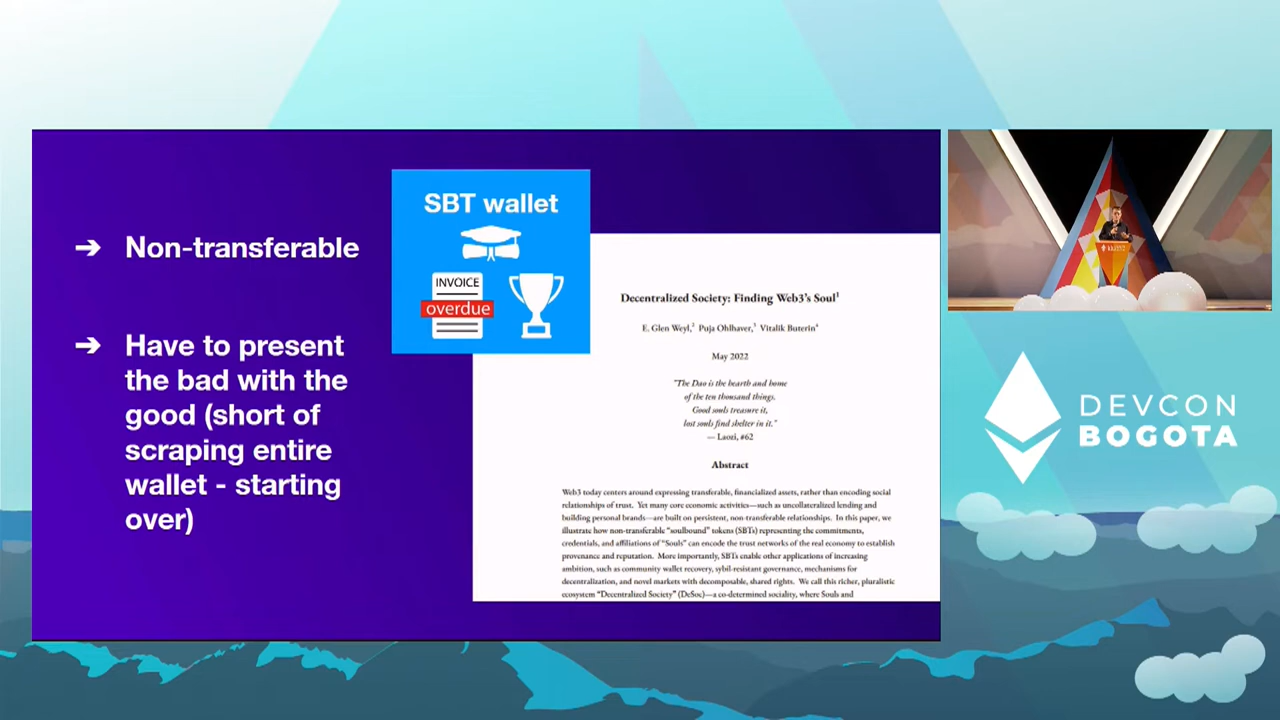 ➔ Non-transferable
➔ Have to present
the bad with the
good (short of
scraping entire
wallet - starting
over)
SBT wallet
INVOICE
overdue
Decentralized Society: Finding Web3's Soul¹
E. Glen Weyl,² Puja Ohlhaver,³ Vitalik Buterin⁴
May 2022
"The Dao is the hearth and home
of the ten thousand things.
Good souls treasure it,
lost souls find shelter in it."
— Laozi, #62
Abstract
Web3 today centers around expressing transferable, financialized assets, rather than encoding social
relationships of trust. Yet many core economic activities—such as uncollateralized lending and
building personal brands—are built on persistent, non-transferable relationships. In this paper, we
illustrate how non-transferable "soulbound" tokens (SBTs) representing the commitments,
credentials, and affiliations of "Souls" can encode the trust networks of the real economy to establish
provenance and reputation. More importantly, SBTs enable other applications of increasing
ambition, such as community wallet recovery, sybil-resistant governance, mechanisms for
decentralization, and novel markets with decomposable, shared rights. We call this richer, pluralistic
ecosystem "Decentralized Society" (DeSoc)—a co-determined sociality, where Souls and
DEVCON
BOGOTA